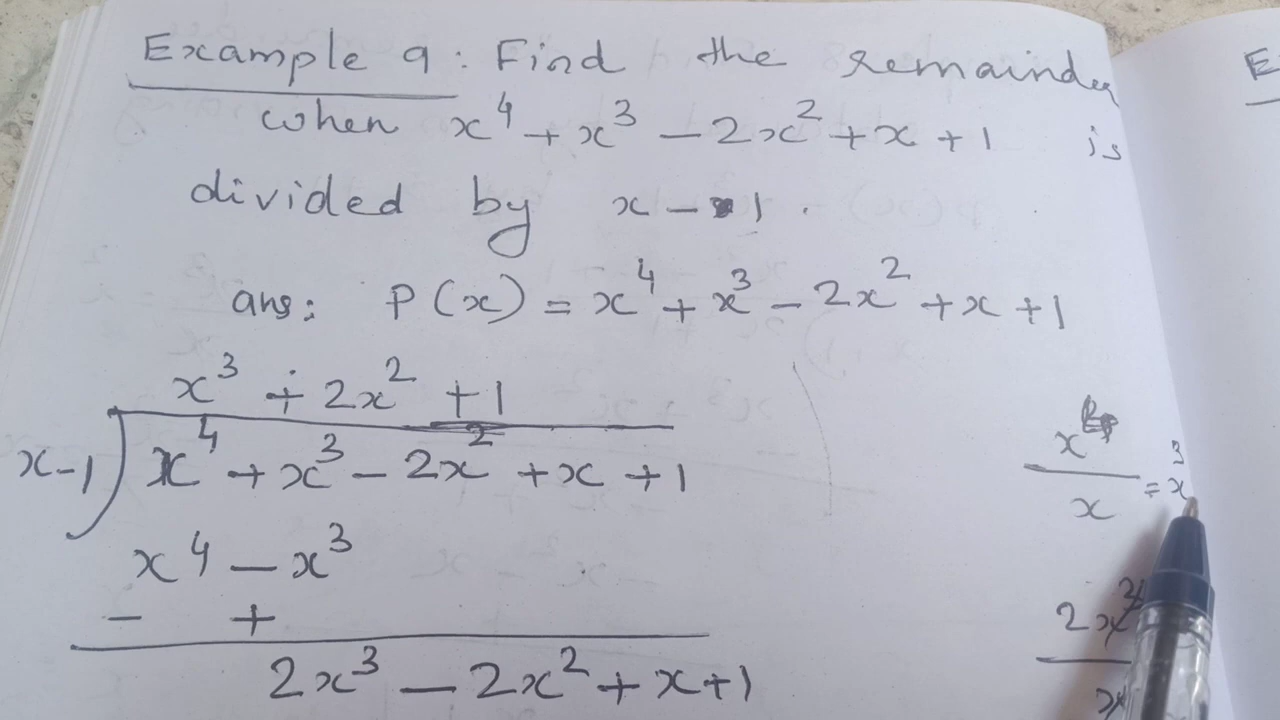 Example 9 : Find the remainder
when x⁴ + x³ - 2x² + x + 1 is
divided by x - 1 .
ans: P(x) = x⁴ + x³ - 2x² + x + 1
x³ + 2x² + 1
x-1 ) x⁴ + x³ - 2x² + x + 1
x⁴ - x³
- +
2x³ - 2x² + x + 1
x
x = x³
2x³
x
E